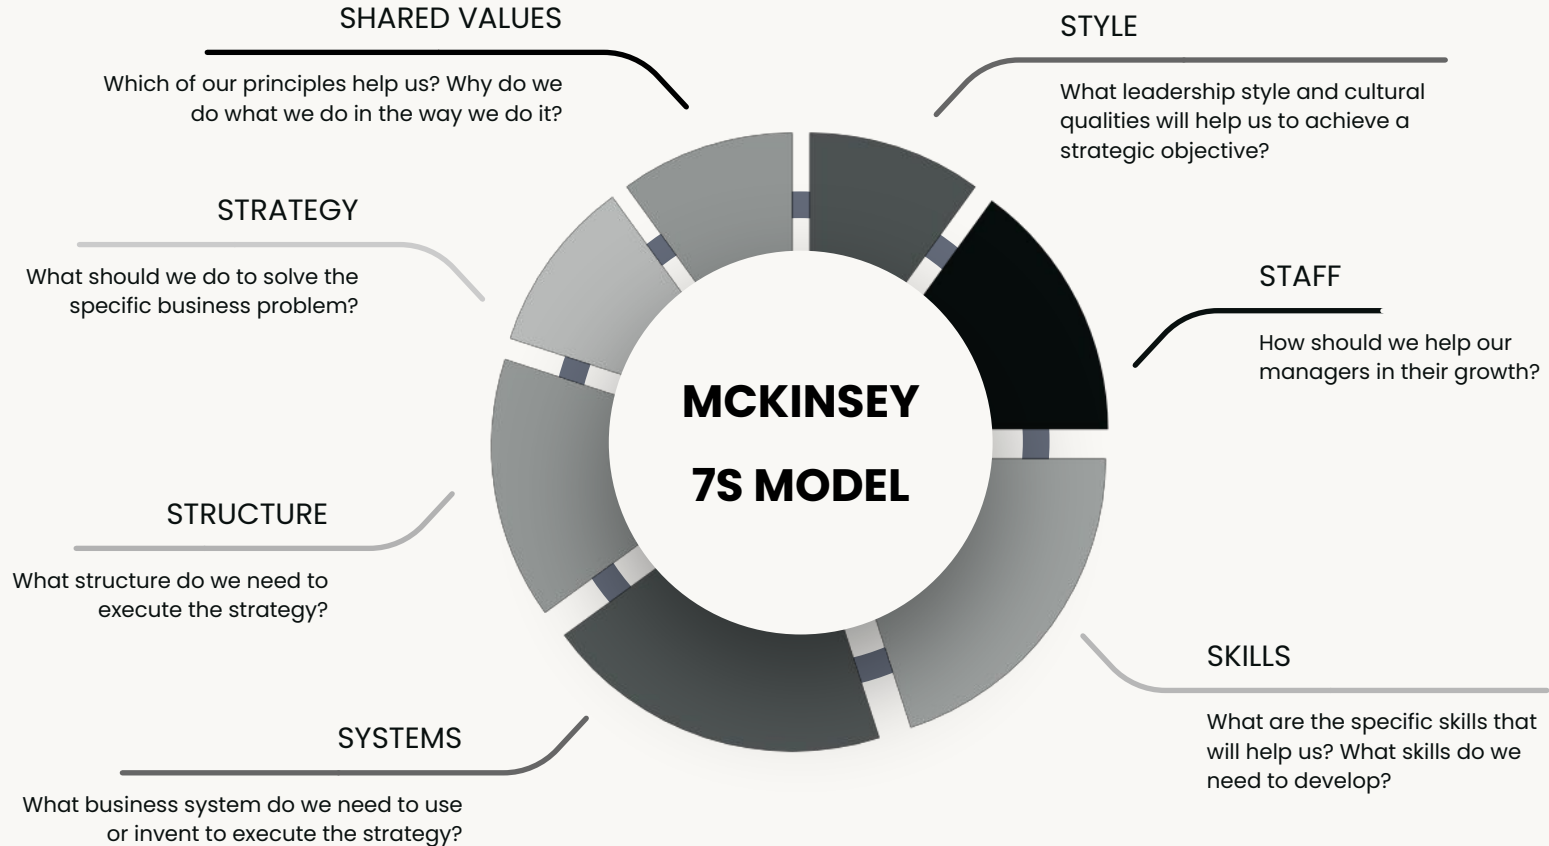 SHARED VALUES
Which of our principles help us? Why do we
do what we do in the way we do it?
STYLE
What leadership style and cultural
qualities will help us to achieve a
strategic objective?
STRATEGY
What should we do to solve the
specific business problem?
STAFF
How should we help our
managers in their growth?
MCKINSEY
7S MODEL
STRUCTURE
What structure do we need to
execute the strategy?
SKILLS
What are the specific skills that
will help us? What skills do we
need to develop?
SYSTEMS
What business system do we need to use
or invent to execute the strategy?